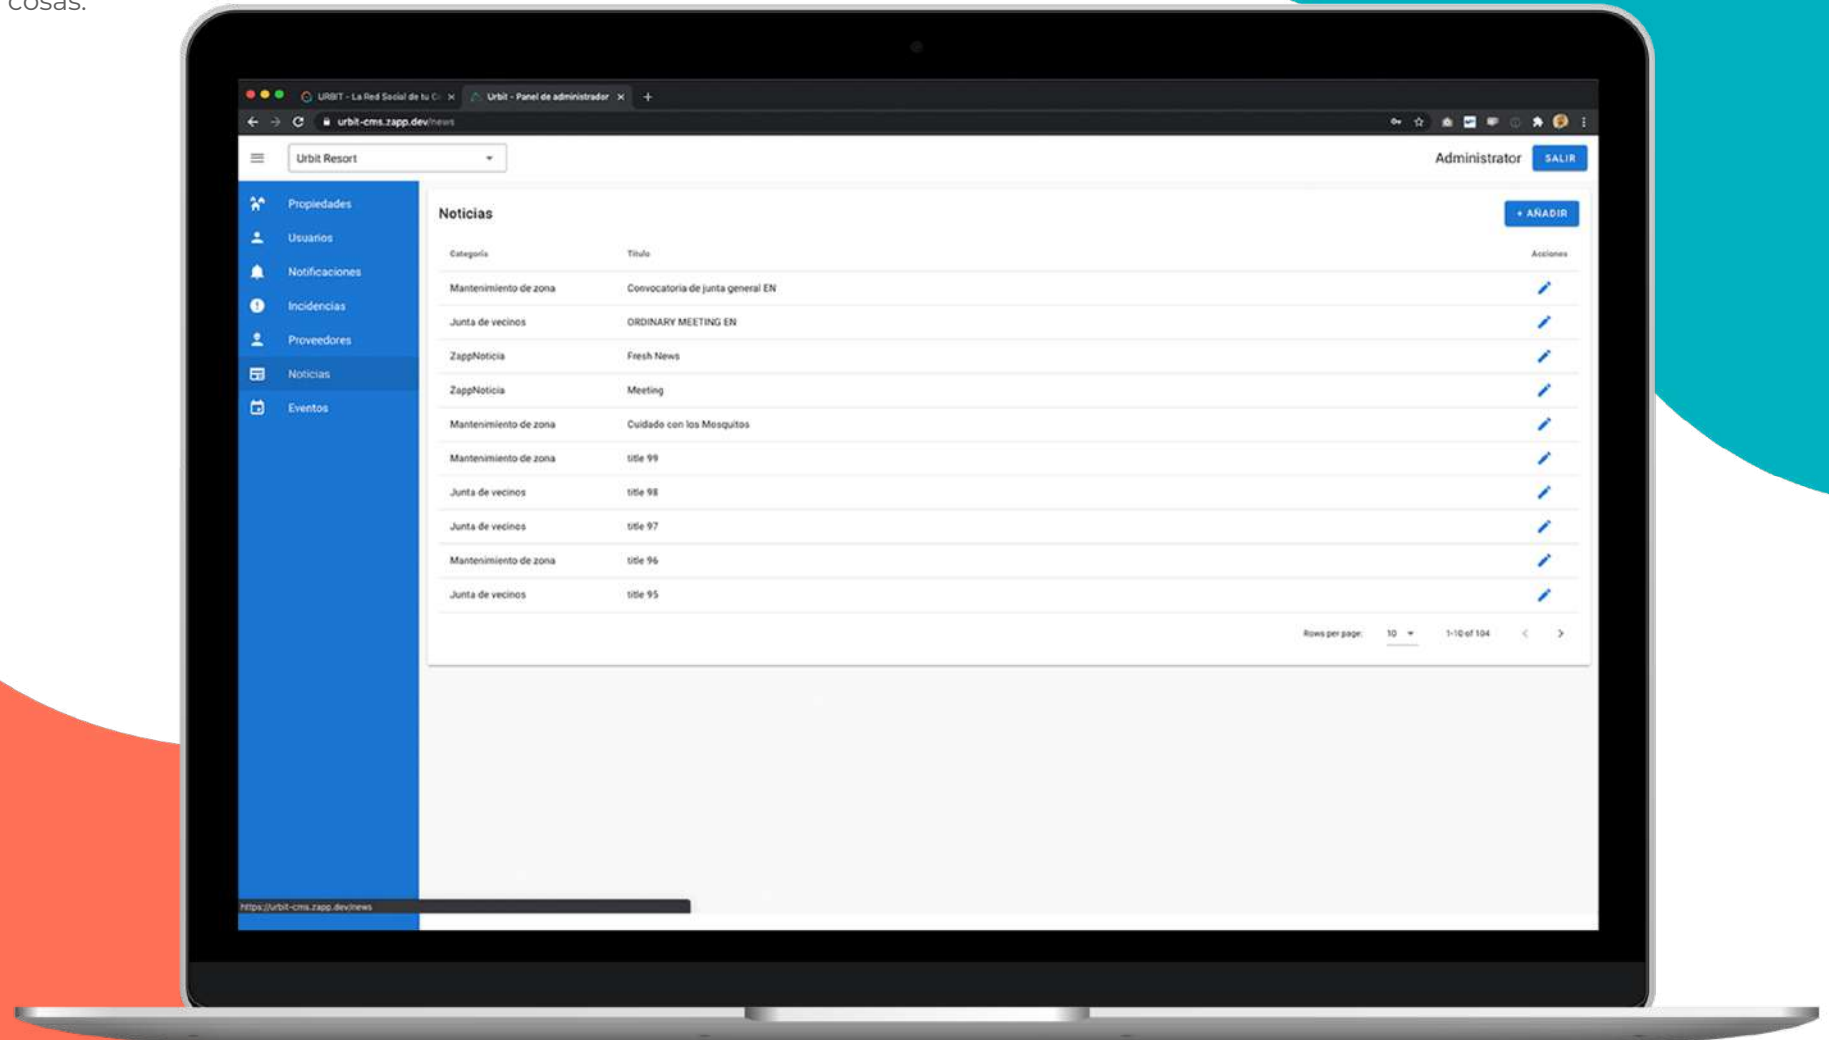 cosas.
URBIT - La Red Social de tu C
Urbit - Panel de administrador
urbit-cms.zapp.dev/news
Urbit Resort
Administrator
SALIR
Propiedades
Usuarios
Notificaciones
Incidencias
Proveedores
Noticias
Eventos
Noticias
+ AÑADIR
Categoría Título Acciones
Mantenimiento de zona Convocatoria de junta general EN
Junta de vecinos ORDINARY MEETING EN
ZappNoticia Fresh News
ZappNoticia Meeting
Mantenimiento de zona Cuidado con los Mosquitos
Mantenimiento de zona title 99
Junta de vecinos title 98
Junta de vecinos title 97
Mantenimiento de zona title 96
Junta de vecinos title 95
Rows per page: 10 1-10 of 104
https://urbit-cms.zapp.dev/news